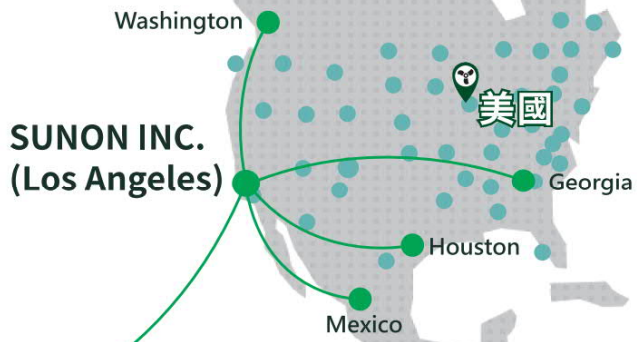 Washington
美國
SUNON INC.
(Los Angeles)
Georgia
Houston
Mexico